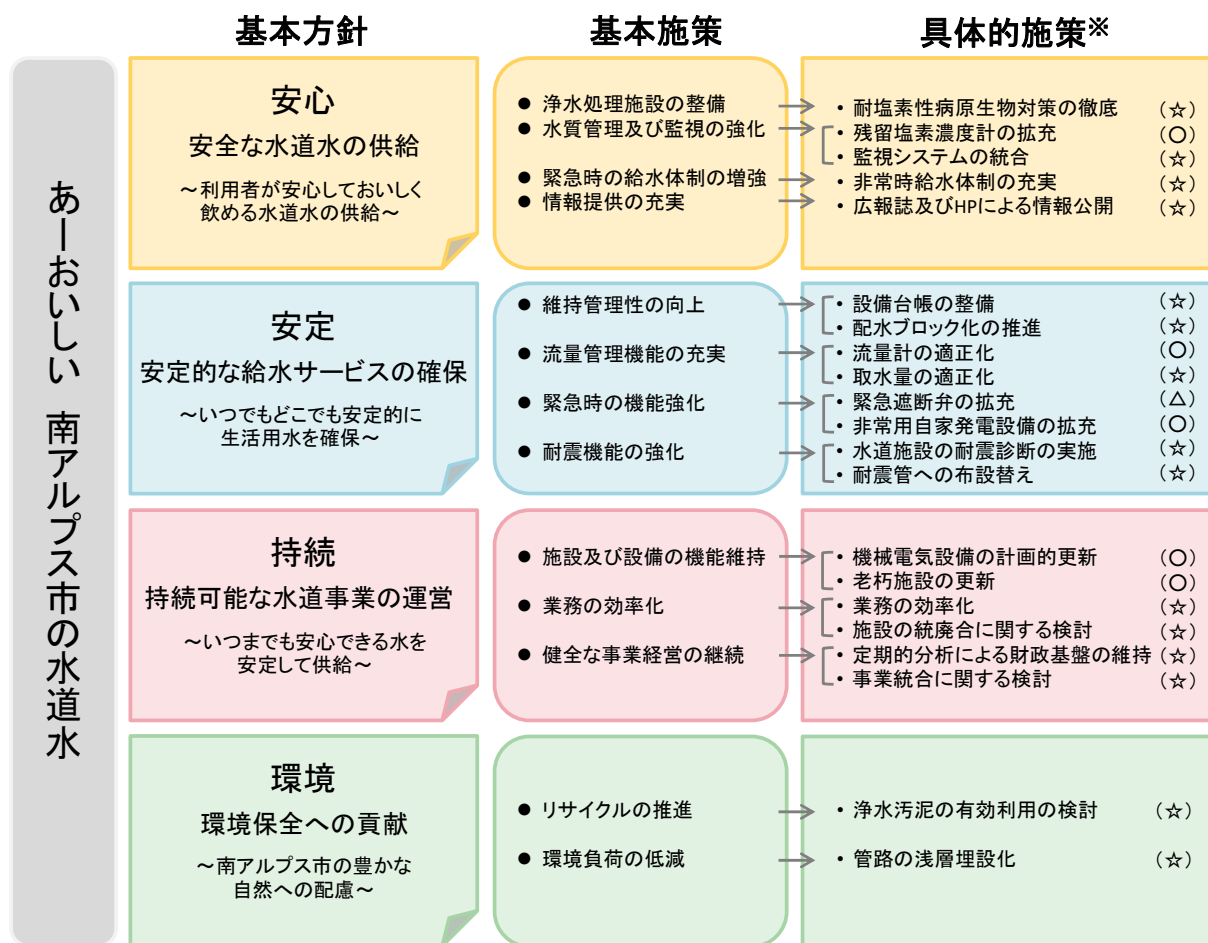 基本方針
基本施策
具体的施策※
あーおいしい 南アルプス市の水道水
安心
安全な水道水の供給
～利用者が安心しておいしく
飲める水道水の供給～
● 浄水処理施設の整備
● 水質管理及び監視の強化
● 緊急時の給水体制の増強
● 情報提供の充実
・耐塩素性病原生物対策の徹底 (☆)
・残留塩素濃度計の拡充 (○)
・監視システムの統合 (☆)
・非常時給水体制の充実 (☆)
・広報誌及びHPによる情報公開 (☆)
安定
安定的な給水サービスの確保
～いつでもどこでも安定的に
生活用水を確保～
● 維持管理性の向上
● 流量管理機能の充実
● 緊急時の機能強化
● 耐震機能の強化
・設備台帳の整備 (☆)
・配水ブロック化の推進 (☆)
・流量計の適正化 (○)
・取水量の適正化 (☆)
・緊急遮断弁の拡充 (△)
・非常用自家発電設備の拡充 (○)
・水道施設の耐震診断の実施 (☆)
・耐震管への布設替え (☆)
持続
持続可能な水道事業の運営
～いつまでも安心できる水を
安定して供給～
● 施設及び設備の機能維持
● 業務の効率化
● 健全な事業経営の継続
・機械電気設備の計画的更新 (○)
・老朽施設の更新 (○)
・業務の効率化 (☆)
・施設の統廃合に関する検討 (☆)
・定期的分析による財政基盤の維持 (☆)
・事業統合に関する検討 (☆)
環境
環境保全への貢献
～南アルプス市の豊かな
自然への配慮～
● リサイクルの推進
● 環境負荷の低減
・浄水汚泥の有効利用の検討 (☆)
・管路の浅層埋設化 (☆)